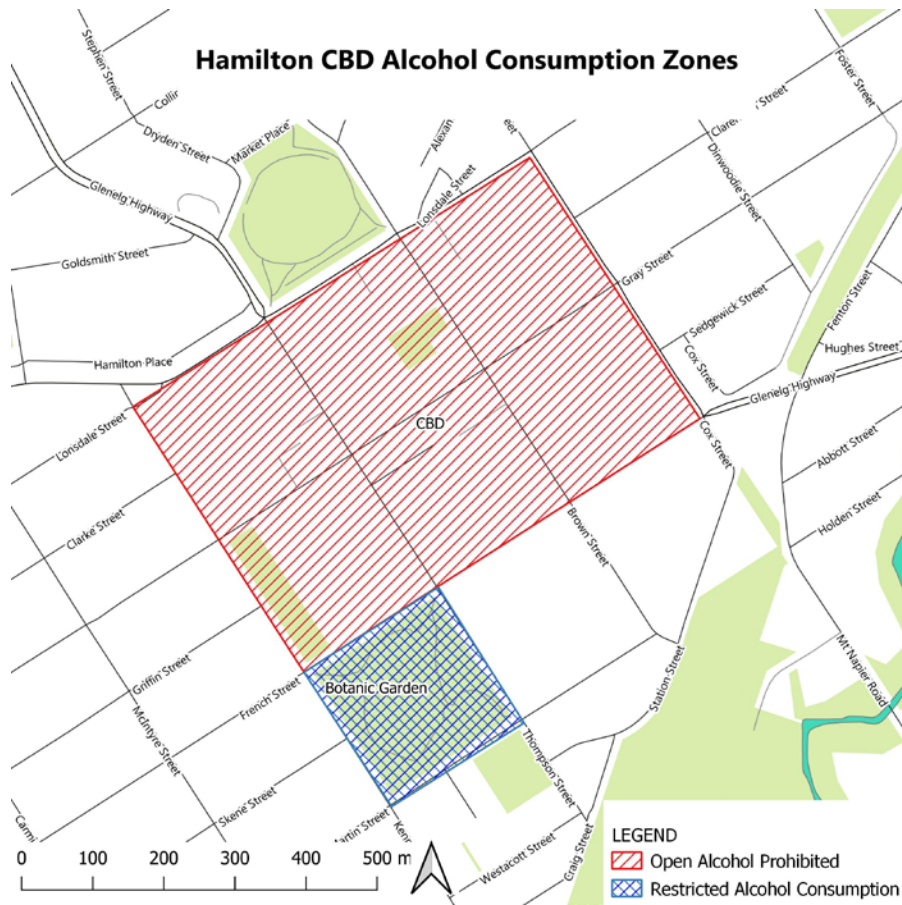 Hamilton CBD Alcohol Consumption Zones
Stephen Street
Foster Street
Dryden Street
Market Place
Glenelg Highway
Lonsdale Street
Dinwoodie Street
Goldsmith Street
Gray Street
Sedgewick Street
Fenton Street
Hughes Street
Hamilton Place
Cox Street
Glenelg Highway
Lonsdale Street
CBD
Cox Street
Abbott Street
Clarke Street
Brown Street
Holden Street
Griffin Street
French Street
Botanic Garden
Station Street
Mt Napier Road
McIntyre Street
Thompson Street
Skene Street
Westacott Street
Craig Street
LEGEND
Open Alcohol Prohibited
Restricted Alcohol Consumption
0 100 200 300 400 500 m